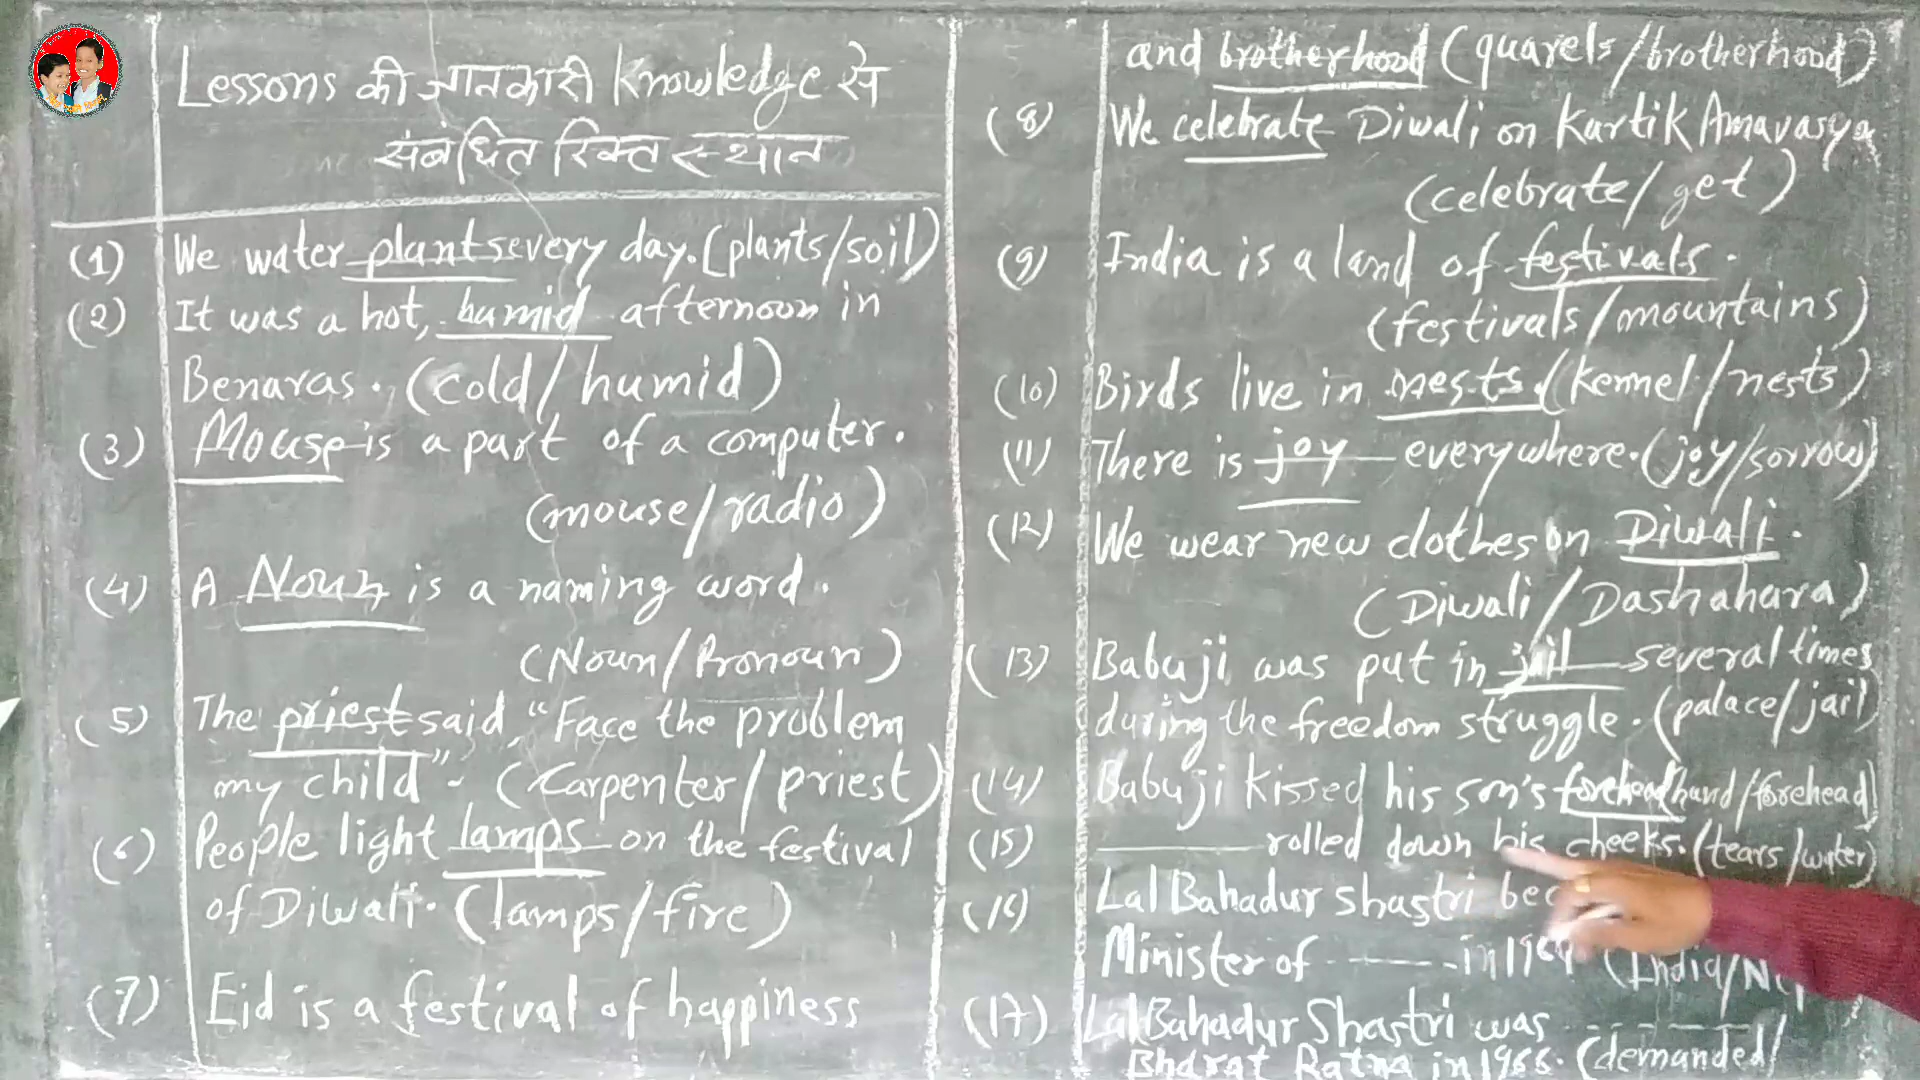 Lessons की जानकारी Knowledge से
संबंधित रिक्त स्थान
(1) We water plants every day. (plants/soil)
(2) It was a hot, humid afternoon in
Benaras. (cold/humid)
(3) Mouse is a part of a computer.
(mouse/radio)
(4) A Noun is a naming word.
(Noun/Pronoun)
(5) The priest said, "Face the problem
my child". (Carpenter/priest)
(6) People light lamps on the festival
of Diwali. (lamps/fire)
(7) Eid is a festival of happiness
and brotherhood (quarels/brotherhood)
(8) We celebrate Diwali on Kartik Amavasya
(celebrate/get)
(9) India is a land of festivals.
(festivals/mountains)
(10) Birds live in nests. (Kennel/nests)
(11) There is joy everywhere. (joy/sorrow)
(12) We wear new clothes on Diwali.
(Diwali/Dashahara)
(13) Babuji was put in jail several times
during the freedom struggle. (palace/jail)
(14) Babuji kissed his son's forehead hand/forehead)
(15) ______ rolled down his cheeks. (tears/water)
(16) Lal Bahadur Shastri bec
Minister of ------ in 1964 (India/Ne
(17) Lal Bahadur Shastri was ------
Bharat Ratna in 1966. (demanded/